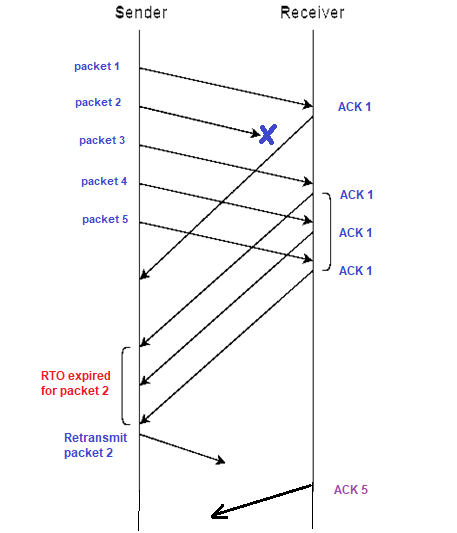 Sender Receiver
packet 1
packet 2
ACK 1
packet 3
packet 4
ACK 1
packet 5
ACK 1
ACK 1
RTO expired
for packet 2
Retransmit
packet 2
ACK 5